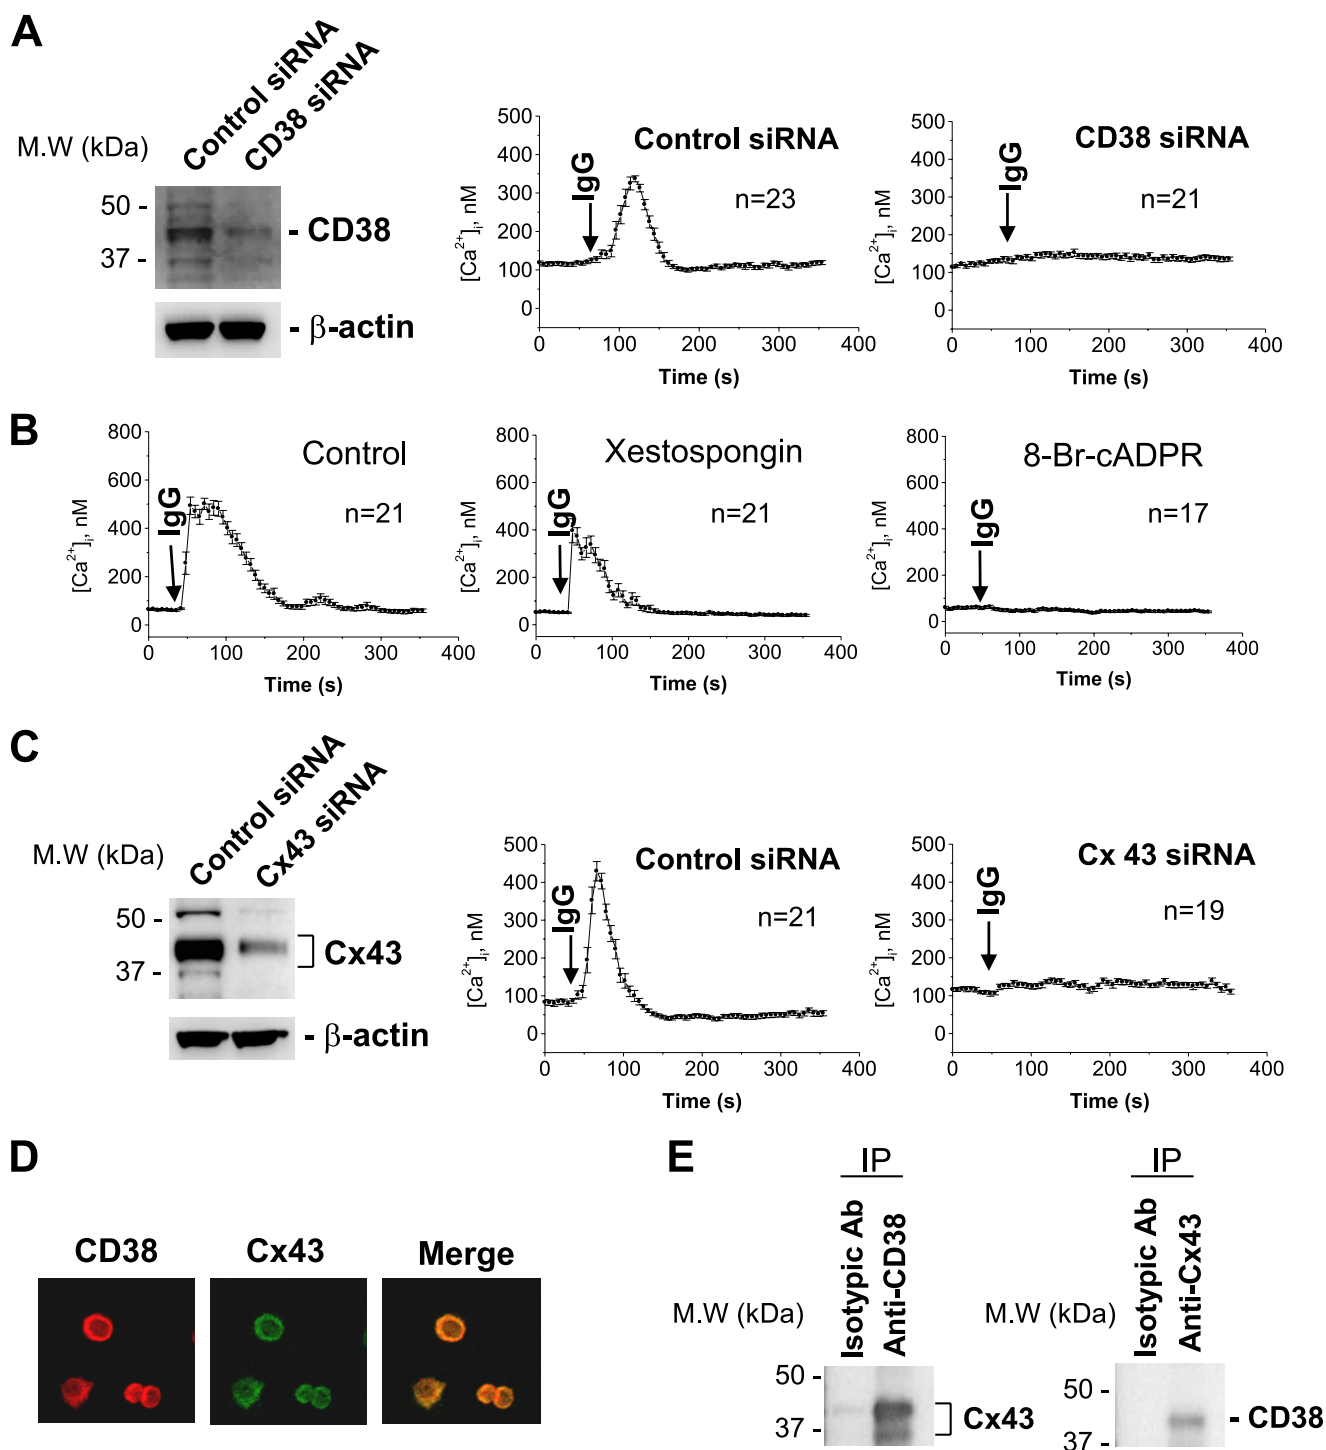 A
M.W (kDa)
Control siRNA
CD38 siRNA
50 -
37 -
- CD38
- β-actin
[Ca²⁺]ᵢ, nM
500
400
300
200
100
0
IgG
Control siRNA
n=23
0 100 200 300 400
Time (s)
[Ca²⁺]ᵢ, nM
500
400
300
200
150
100
0
IgG
CD38 siRNA
n=21
0 100 200 300 400
Time (s)
B
[Ca²⁺]ᵢ, nM
800
600
400
200
0
IgG
Control
n=21
0 100 200 300 400
Time (s)
[Ca²⁺]ᵢ, nM
800
600
400
200
0
IgG
Xestospongin
n=21
0 100 200 300 400
Time (s)
[Ca²⁺]ᵢ, nM
800
600
400
200
0
IgG
8-Br-cADPR
n=17
0 100 200 300 400
Time (s)
C
M.W (kDa)
Control siRNA
Cx43 siRNA
50 -
37 -
Cx43
- β-actin
[Ca²⁺]ᵢ, nM
500
400
300
200
100
0
IgG
Control siRNA
n=21
0 100 200 300 400
Time (s)
[Ca²⁺]ᵢ, nM
500
400
300
200
100
0
IgG
Cx 43 siRNA
n=19
0 100 200 300 400
Time (s)
D
CD38 Cx43 Merge
E
IP
Isotypic Ab
Anti-CD38
M.W (kDa)
50 -
37 -
Cx43
IP
Isotypic Ab
Anti-Cx43
M.W (kDa)
50 -
37 -
- CD38